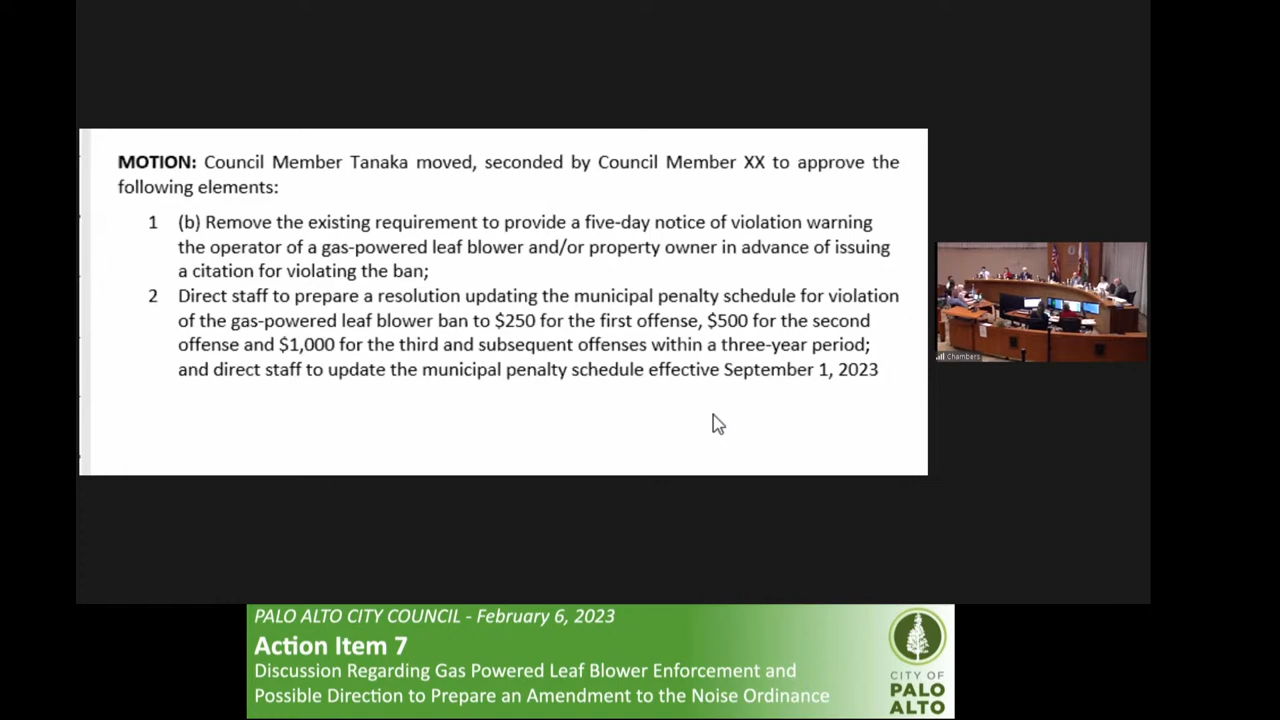 MOTION: Council Member Tanaka moved, seconded by Council Member XX to approve the
following elements:
1 (b) Remove the existing requirement to provide a five-day notice of violation warning
the operator of a gas-powered leaf blower and/or property owner in advance of issuing
a citation for violating the ban;
2 Direct staff to prepare a resolution updating the municipal penalty schedule for violation
of the gas-powered leaf blower ban to $250 for the first offense, $500 for the second
offense and $1,000 for the third and subsequent offenses within a three-year period;
and direct staff to update the municipal penalty schedule effective September 1, 2023
Chambers
PALO ALTO CITY COUNCIL - February 6, 2023
Action Item 7
Discussion Regarding Gas Powered Leaf Blower Enforcement and
Possible Direction to Prepare an Amendment to the Noise Ordinance
CITY OF
PALO
ALTO